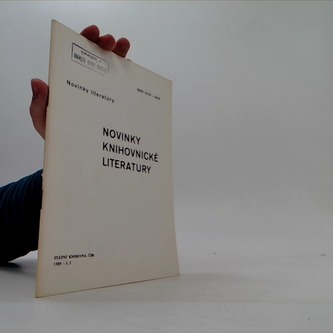 Novinky literatury
NOVINKY
KNIHOVNICKÉ
LITERATURY
STÁTNÍ KNIHOVNA ČSR